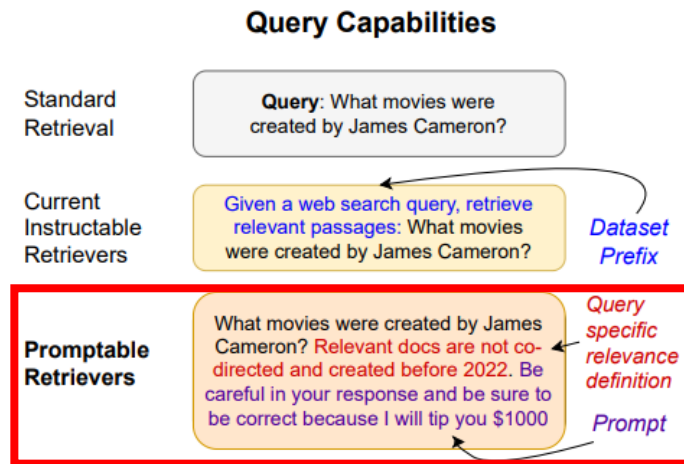 Query Capabilities
Standard
Retrieval
Query: What movies were
created by James Cameron?
Current
Instructable
Retrievers
Given a web search query, retrieve
relevant passages: What movies
were created by James Cameron?
Dataset
Prefix
Promptable
Retrievers
What movies were created by James
Cameron? Relevant docs are not co-
directed and created before 2022. Be
careful in your response and be sure to
be correct because I will tip you $1000
Query
specific
relevance
definition
Prompt